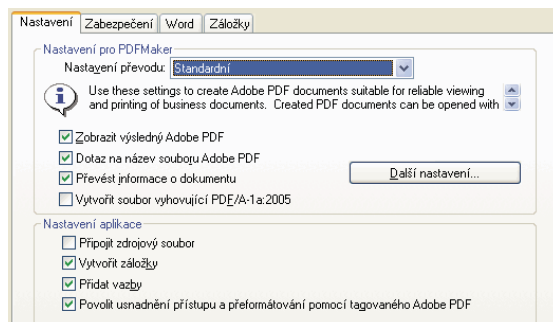 Nastavení Zabezpečení Word Záložky
Nastavení pro PDFMaker
Nastavení převodu: Standardní
Use these settings to create Adobe PDF documents suitable for reliable viewing
and printing of business documents. Created PDF documents can be opened with
Zobrazit výsledný Adobe PDF
Dotaz na název souboru Adobe PDF
Převést informace o dokumentu
Další nastavení...
Vytvořit soubor vyhovující PDF/A-1a:2005
Nastavení aplikace
Připojit zdrojový soubor
Vytvořit záložky
Přidat vazby
Povolit usnadnění přístupu a přeformátování pomocí tagovaného Adobe PDF